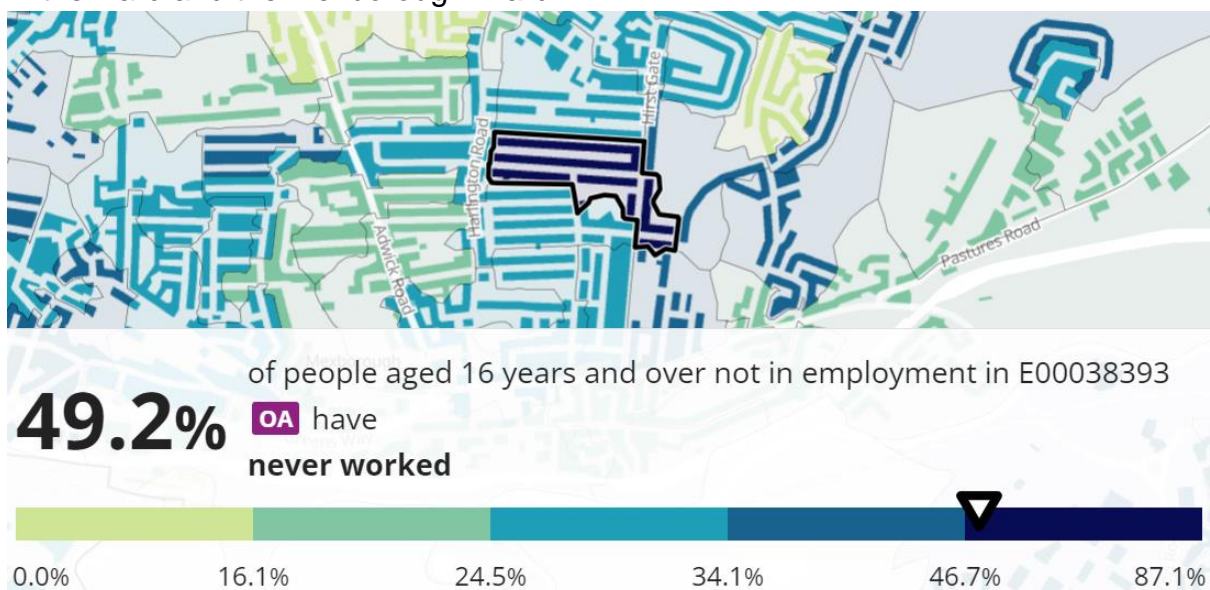 Hirst Gate
Harlington Road
Adwick Road
Pastures Road
Mexborough
of people aged 16 years and over not in employment in E00038393
49.2% OA have
never worked
0.0% 16.1% 24.5% 34.1% 46.7% 87.1%